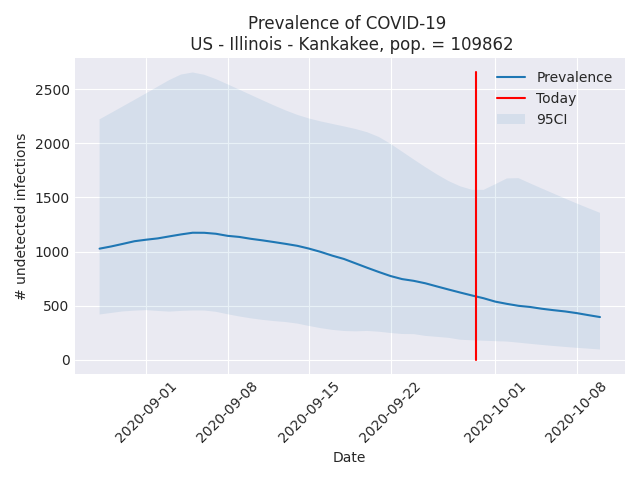 Prevalence of COVID-19
US - Illinois - Kankakee, pop. = 109862
Prevalence
Today
95CI
# undetected infections
2500
2000
1500
1000
500
0
2020-09-01
2020-09-08
2020-09-15
2020-09-22
2020-10-01
2020-10-08
Date